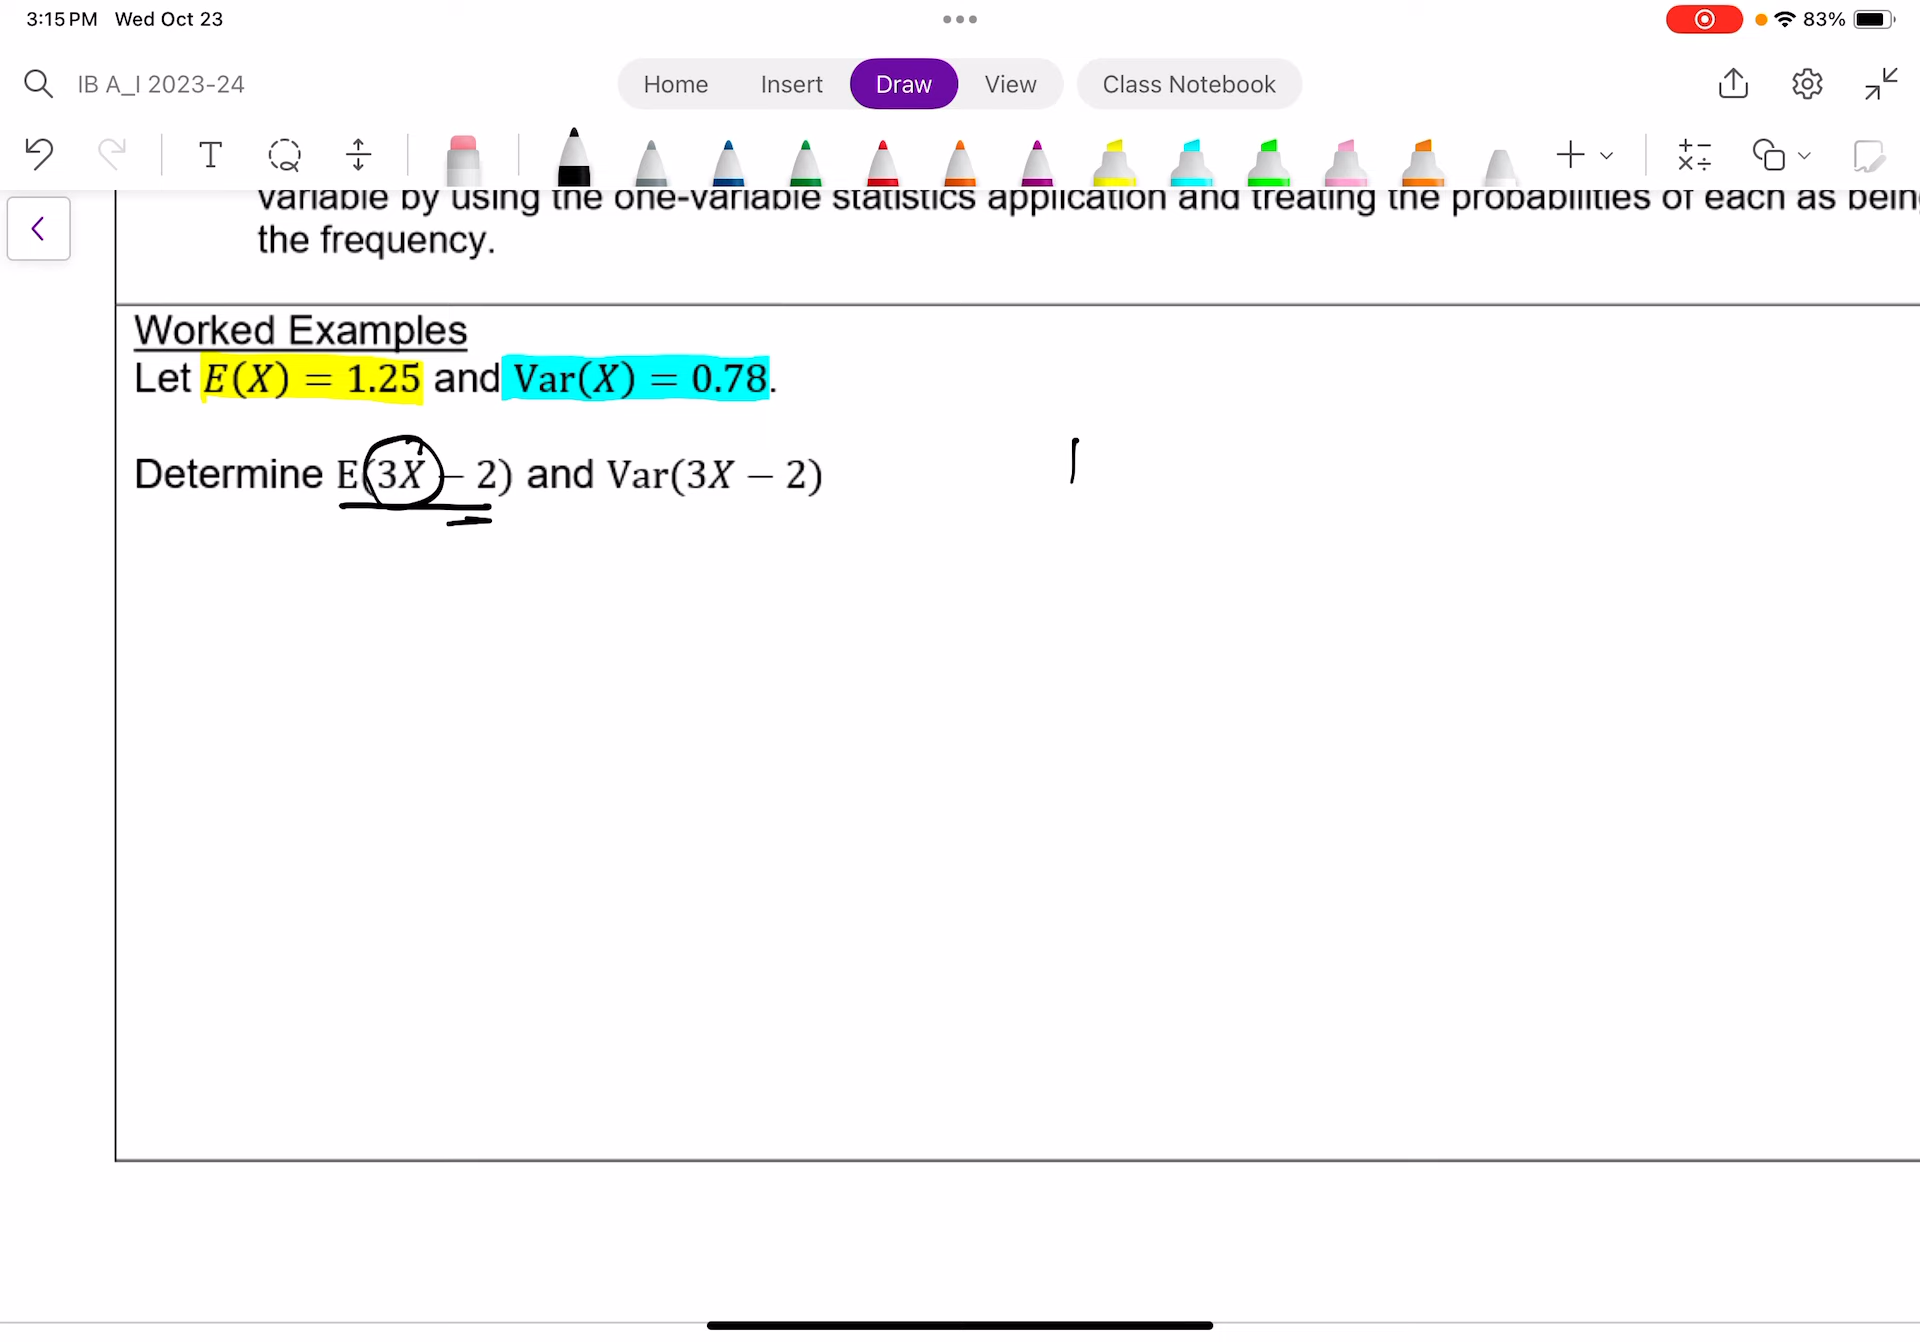 3:15 PM Wed Oct 23
83%
IB A_I 2023-24
Home Insert Draw View Class Notebook
variable by using the one-variable statistics application and treating the probabilities of each as bein
the frequency.
Worked Examples
Let E(X) = 1.25 and Var(X) = 0.78.
Determine E(3X − 2) and Var(3X − 2)